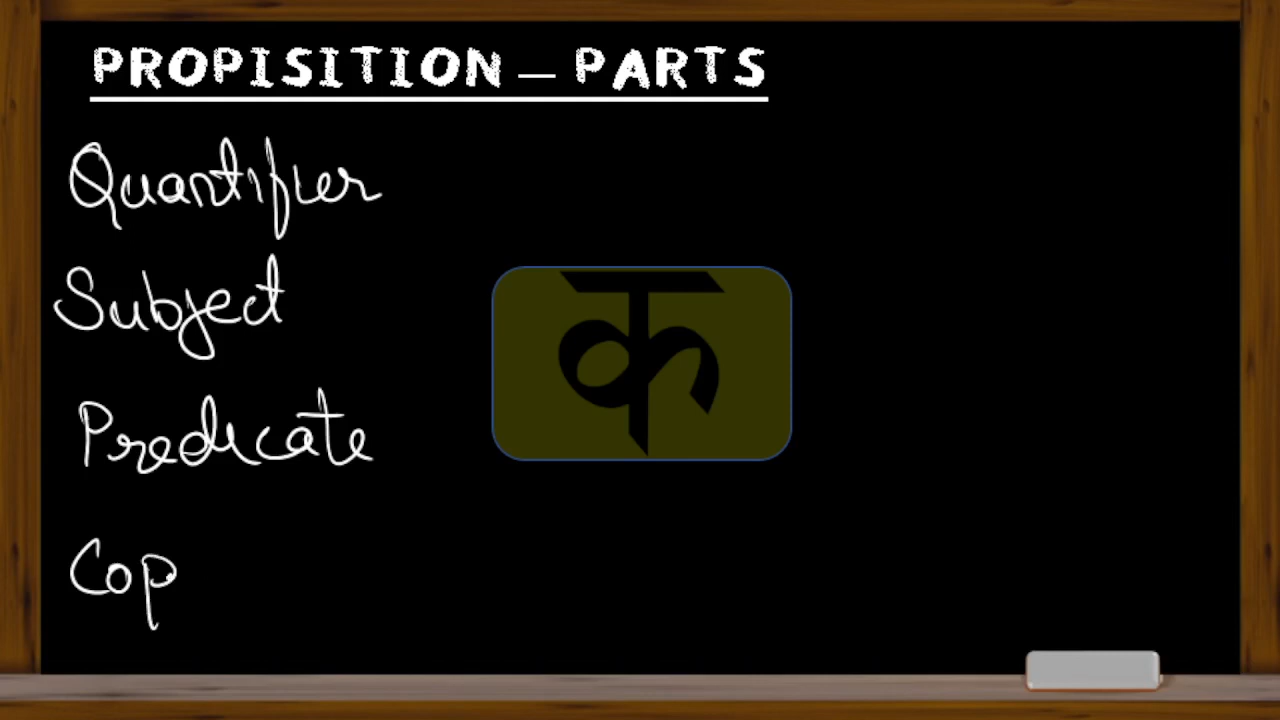 PROPISITION – PARTS
Quantifier
Subject
क
Predicate
Cop